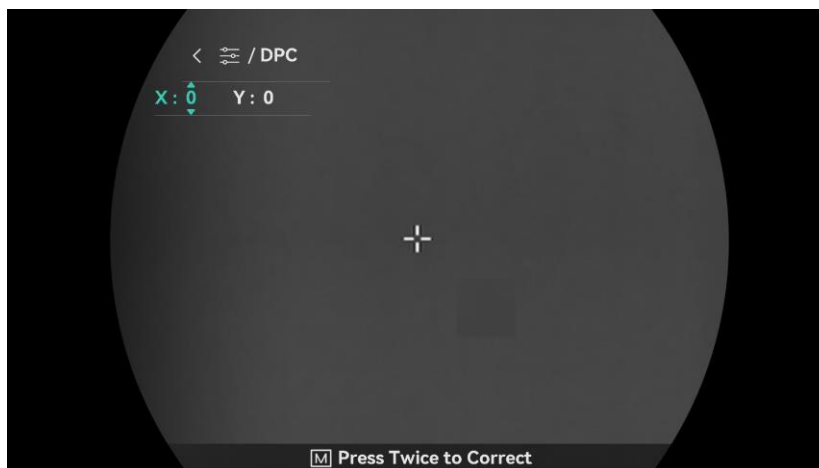 / DPC
X: 0 Y: 0
M Press Twice to Correct